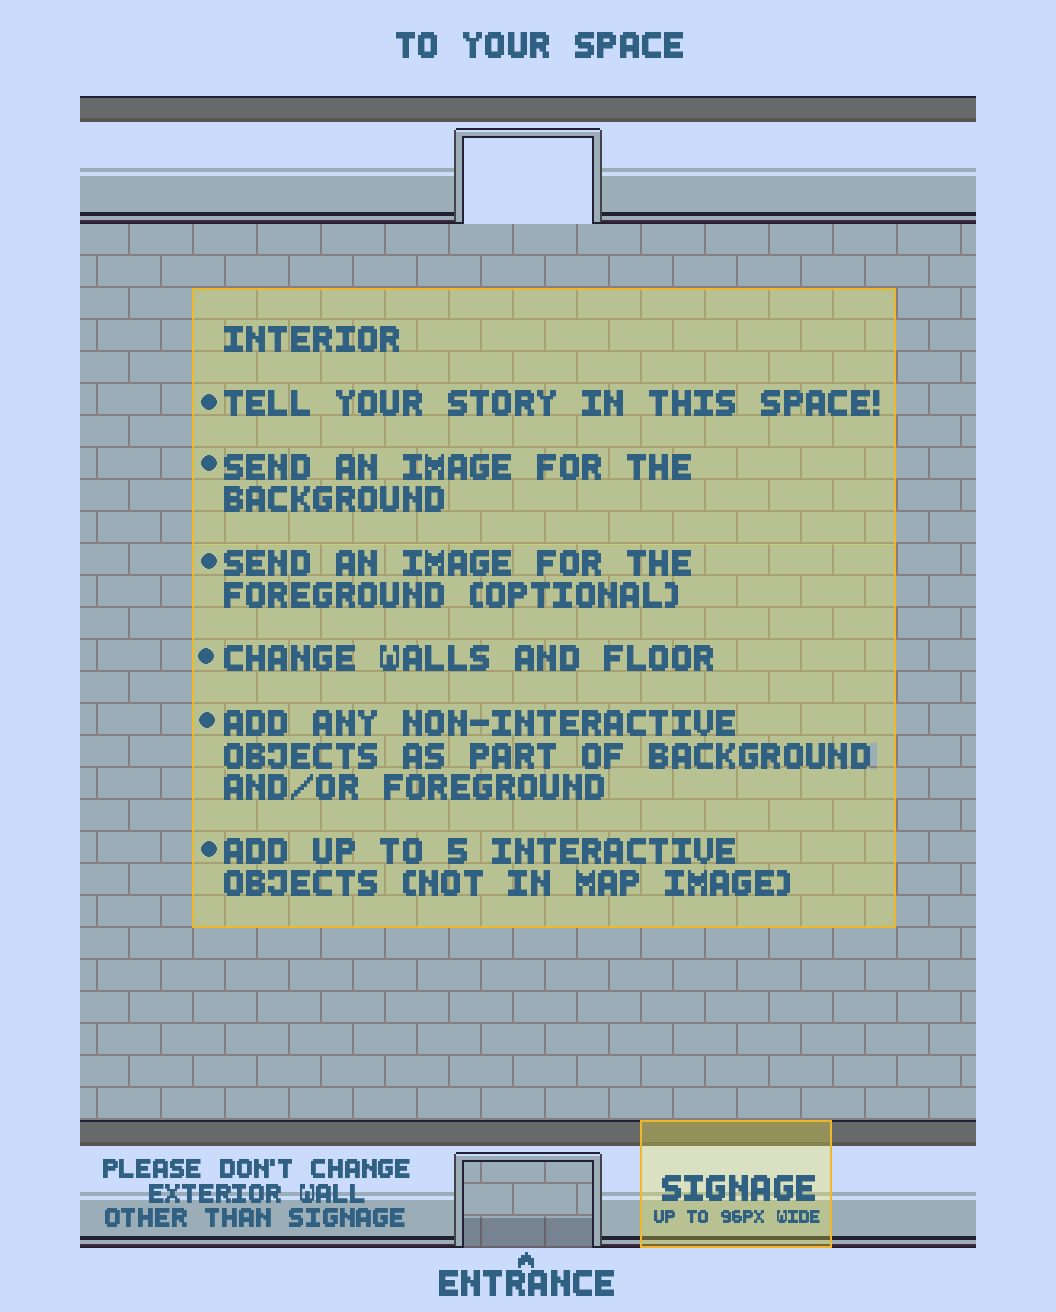 TO YOUR SPACE
INTERIOR
• TELL YOUR STORY IN THIS SPACE!
• SEND AN IMAGE FOR THE
BACKGROUND
• SEND AN IMAGE FOR THE
FOREGROUND (OPTIONAL)
• CHANGE WALLS AND FLOOR
• ADD ANY NON-INTERACTIVE
OBJECTS AS PART OF BACKGROUND
AND/OR FOREGROUND
• ADD UP TO 5 INTERACTIVE
OBJECTS (NOT IN MAP IMAGE)
PLEASE DON'T CHANGE
EXTERIOR WALL
OTHER THAN SIGNAGE
SIGNAGE
UP TO 96PX WIDE
ENTRANCE